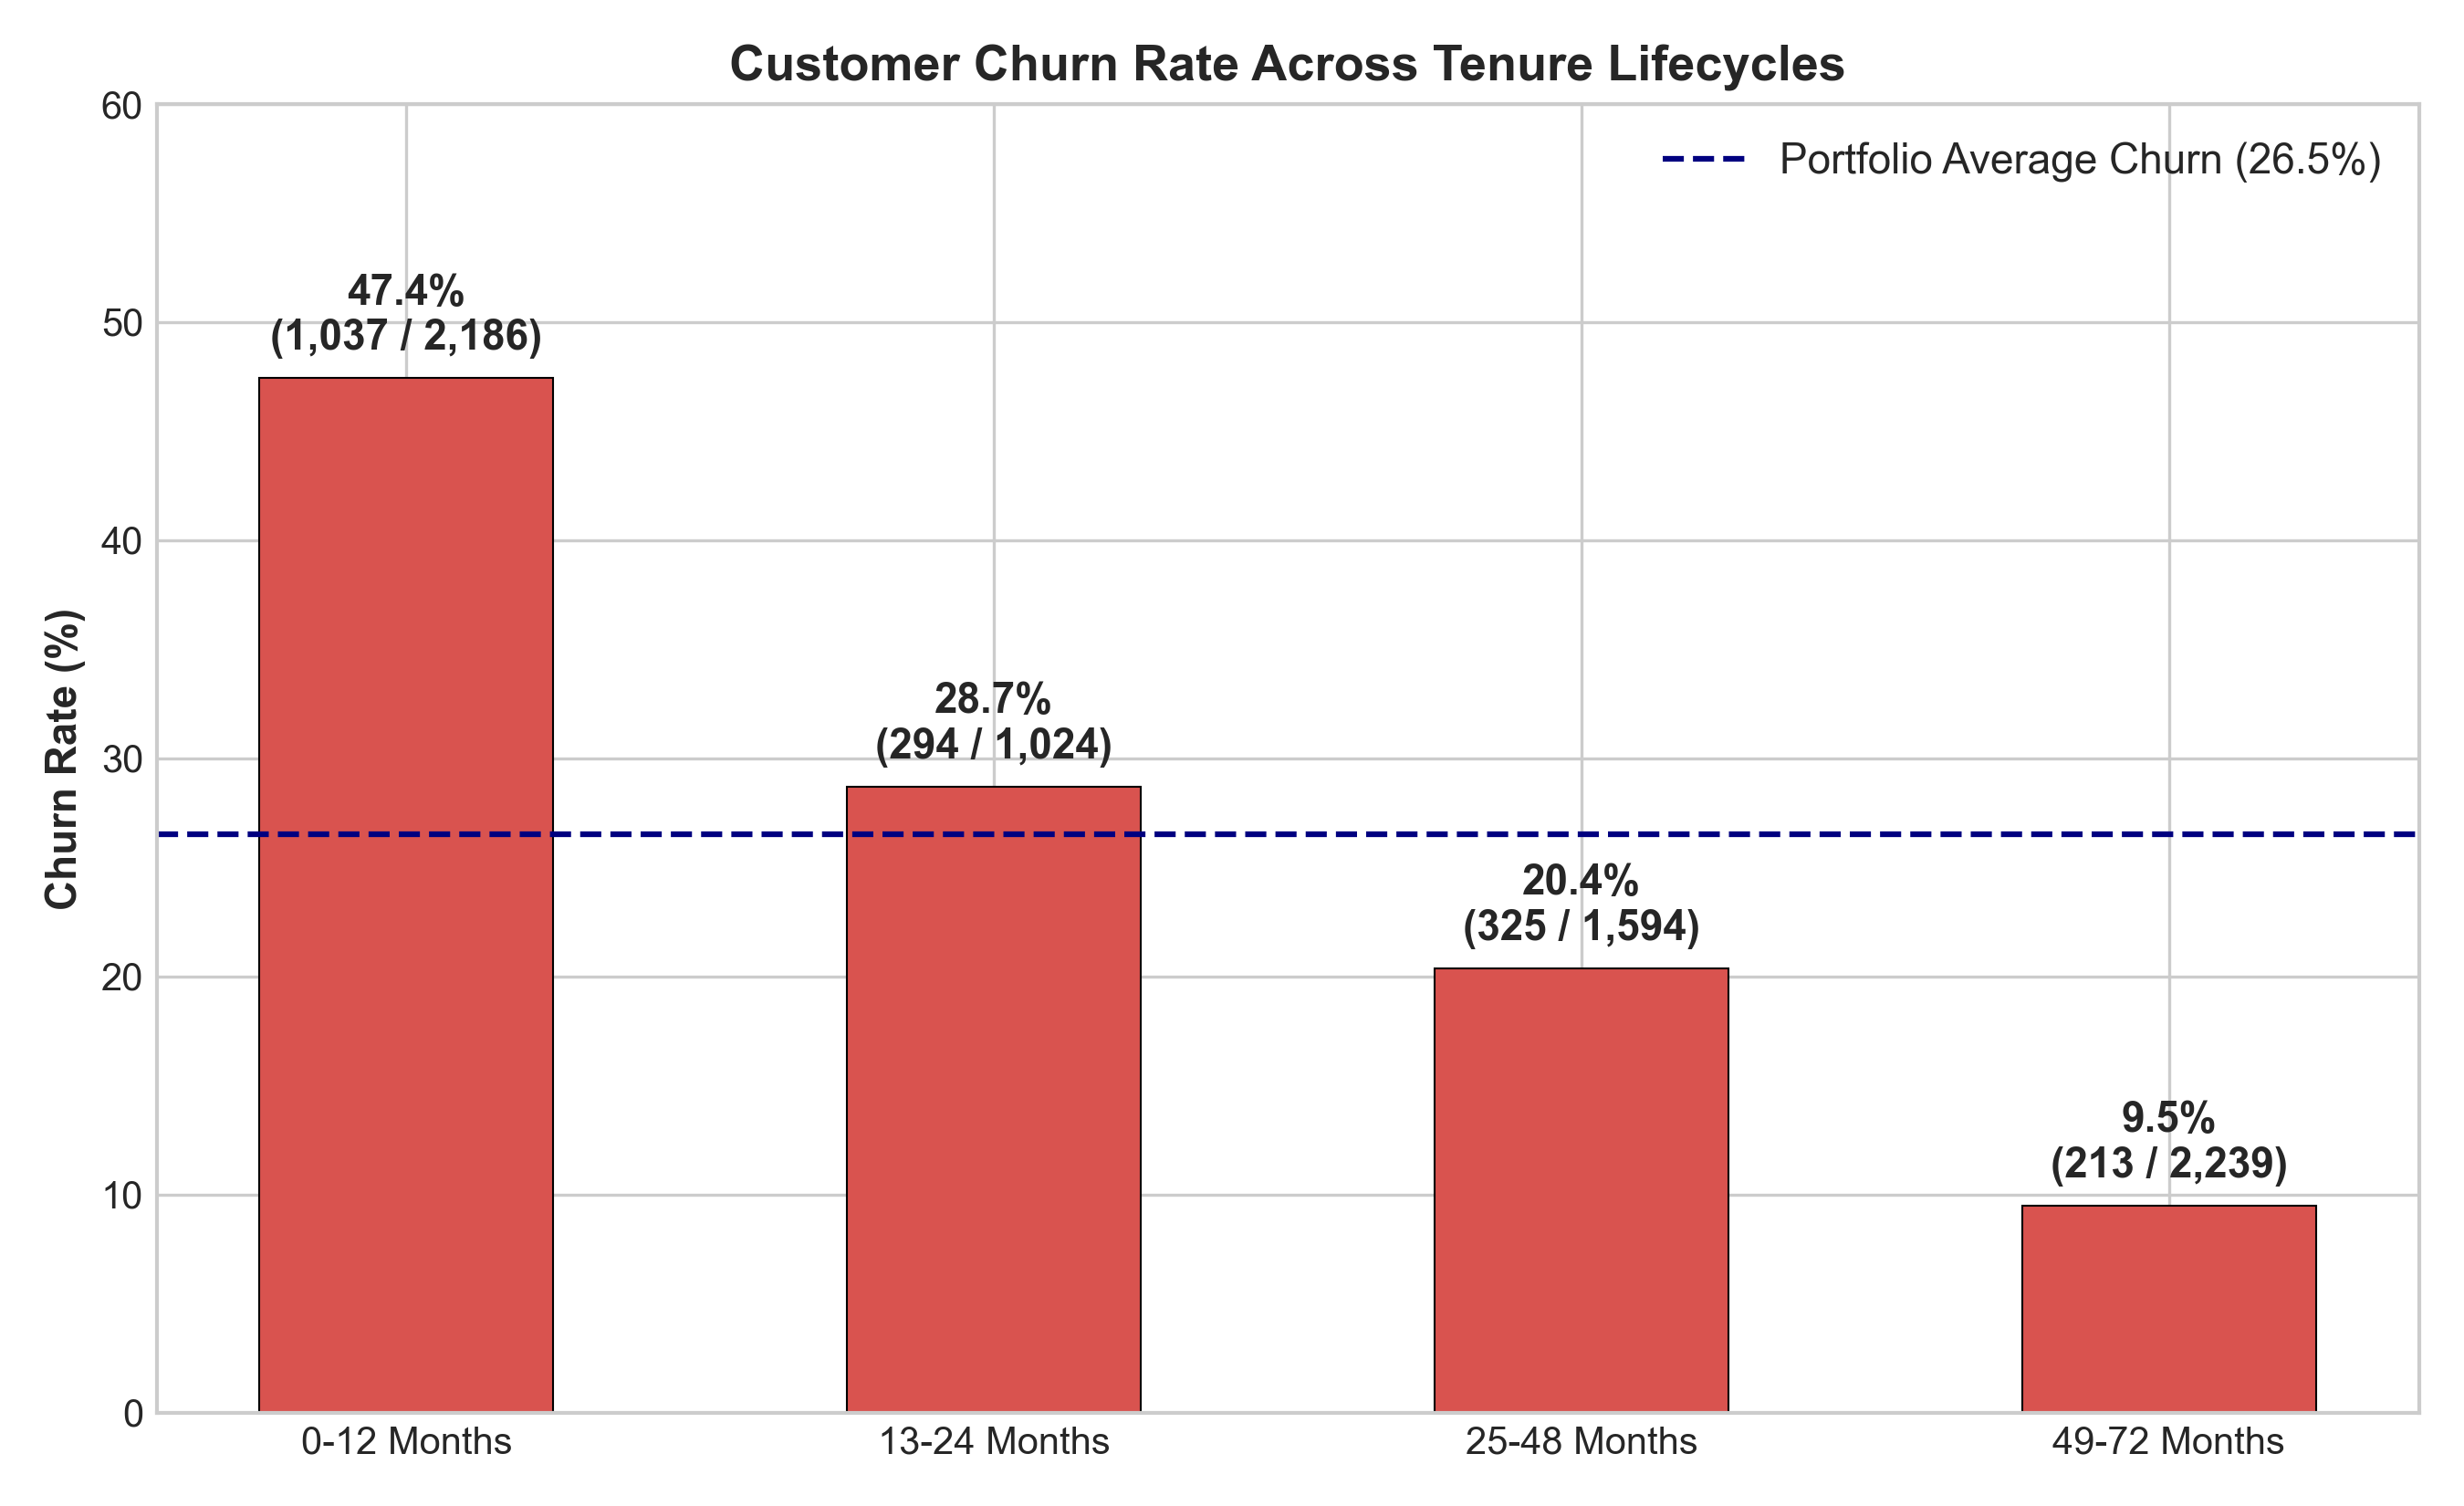 Customer Churn Rate Across Tenure Lifecycles
Portfolio Average Churn (26.5%)
Churn Rate (%)
60
50
40
30
20
10
0
47.4%
(1,037 / 2,186)
28.7%
(294 / 1,024)
20.4%
(325 / 1,594)
9.5%
(213 / 2,239)
0-12 Months
13-24 Months
25-48 Months
49-72 Months